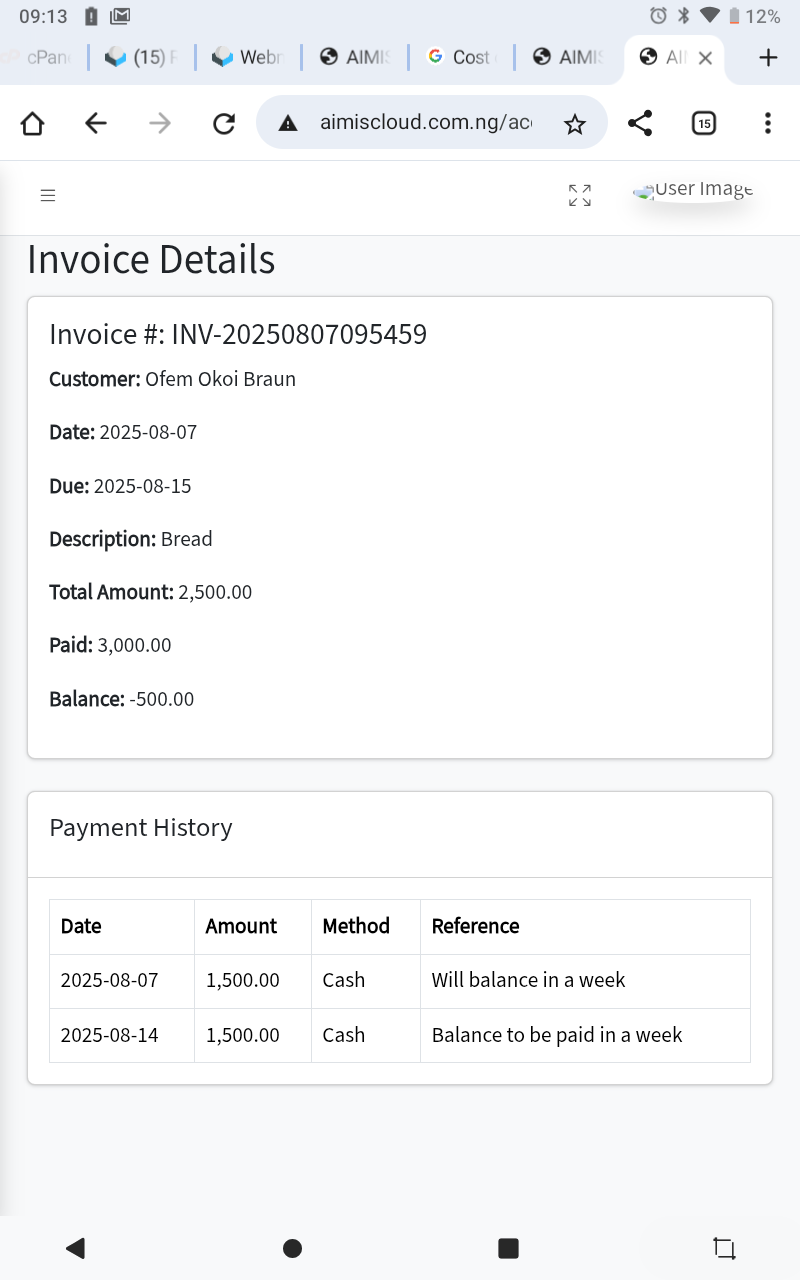 09:13 12%
cPan (15) Webr AIMIS Cost AIMIS AI
aimiscloud.com.ng/ac 15
User Image
Invoice Details
Invoice #: INV-20250807095459
Customer: Ofem Okoi Braun
Date: 2025-08-07
Due: 2025-08-15
Description: Bread
Total Amount: 2,500.00
Paid: 3,000.00
Balance: -500.00
Payment History
Date Amount Method Reference
2025-08-07 1,500.00 Cash Will balance in a week
2025-08-14 1,500.00 Cash Balance to be paid in a week